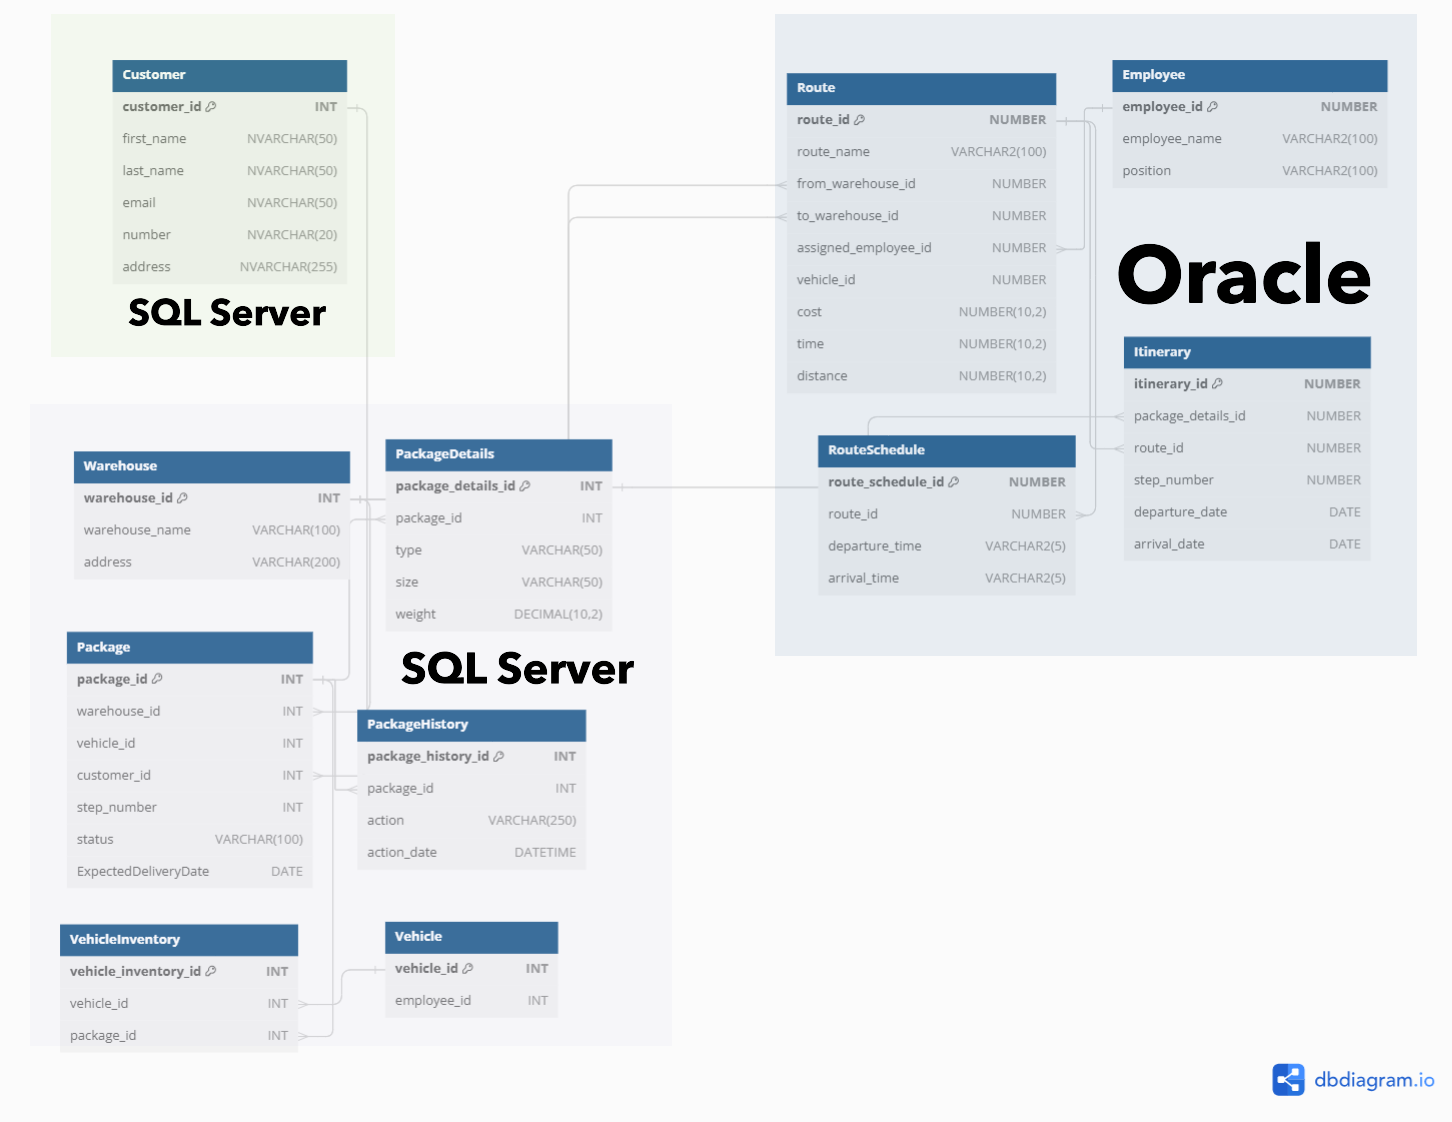 Customer
customer_id INT
first_name NVARCHAR(50)
last_name NVARCHAR(50)
email NVARCHAR(50)
number NVARCHAR(20)
address NVARCHAR(255)
SQL Server
Route
route_id NUMBER
route_name VARCHAR2(100)
from_warehouse_id NUMBER
to_warehouse_id NUMBER
assigned_employee_id NUMBER
vehicle_id NUMBER
cost NUMBER(10,2)
time NUMBER(10,2)
distance NUMBER(10,2)
Employee
employee_id NUMBER
employee_name VARCHAR2(100)
position VARCHAR2(100)
Oracle
Itinerary
itinerary_id NUMBER
package_details_id NUMBER
route_id NUMBER
step_number NUMBER
departure_date DATE
arrival_date DATE
RouteSchedule
route_schedule_id NUMBER
route_id NUMBER
departure_time VARCHAR2(5)
arrival_time VARCHAR2(5)
Warehouse
warehouse_id INT
warehouse_name VARCHAR(100)
address VARCHAR(200)
PackageDetails
package_details_id INT
package_id INT
type VARCHAR(50)
size VARCHAR(50)
weight DECIMAL(10,2)
SQL Server
Package
package_id INT
warehouse_id INT
vehicle_id INT
customer_id INT
step_number INT
status VARCHAR(100)
ExpectedDeliveryDate DATE
PackageHistory
package_history_id INT
package_id INT
action VARCHAR(250)
action_date DATETIME
VehicleInventory
vehicle_inventory_id INT
vehicle_id INT
package_id INT
Vehicle
vehicle_id INT
employee_id INT
dbdiagram.io